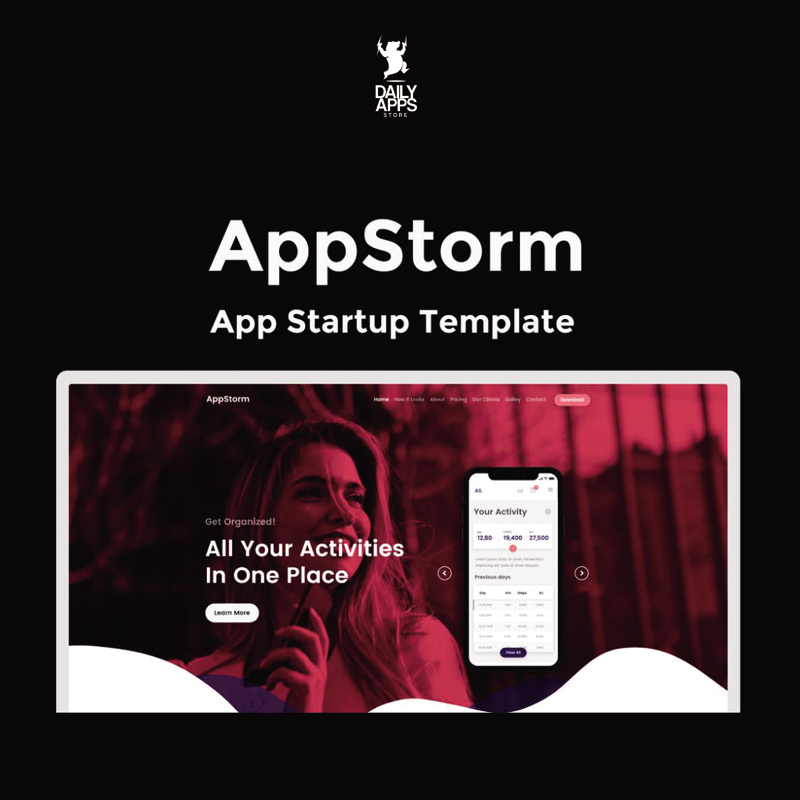 DAILY
APPS
STORE
AppStorm
App Startup Template
AppStorm
Home How It Looks About Pricing Our Clients Galley Contact Download
Get Organized!
All Your Activities
In One Place
Learn More
AS.
Your Activity
12,80 19,400 27,500
Previous days
Day Km Steps
View All